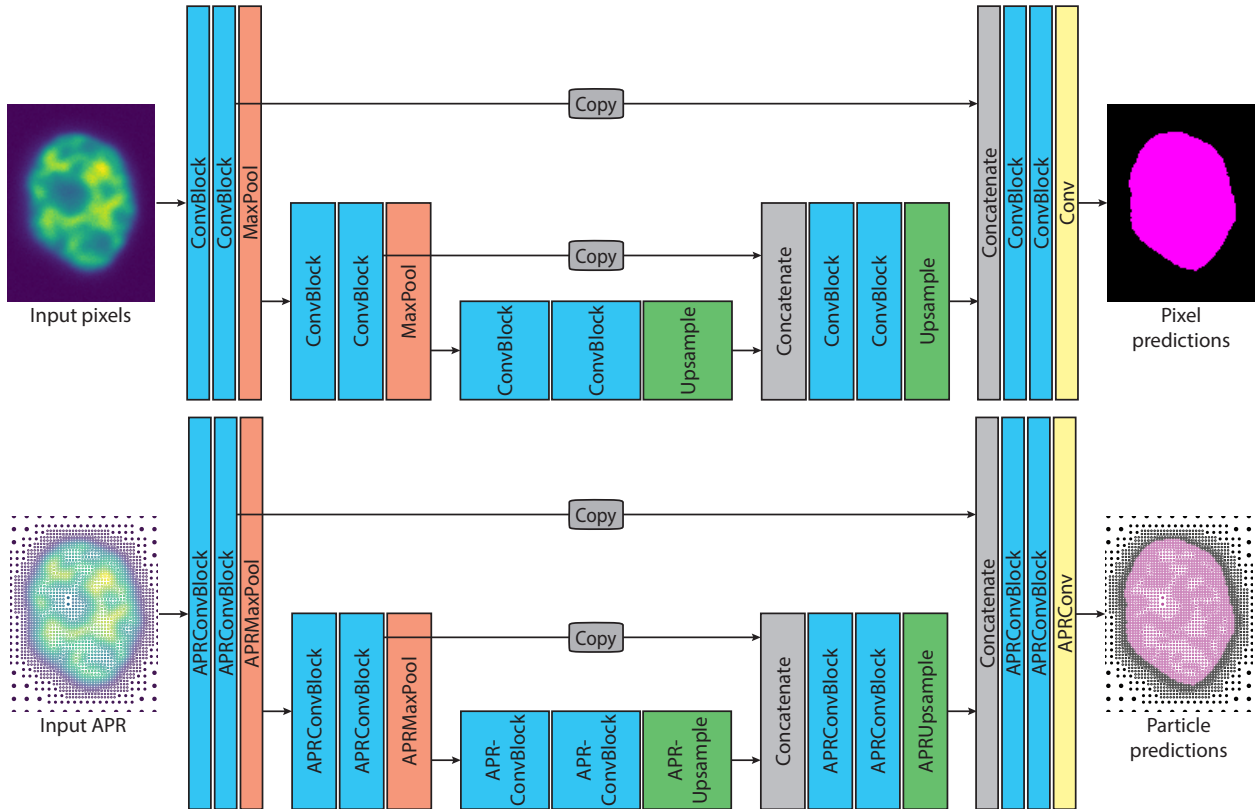 ConvBlock
ConvBlock
MaxPool
Copy
Concatenate
ConvBlock
ConvBlock
Conv
Input pixels
ConvBlock
ConvBlock
MaxPool
Copy
Concatenate
ConvBlock
ConvBlock
Upsample
ConvBlock
ConvBlock
Upsample
Pixel
predictions
APRConvBlock
APRConvBlock
APRMaxPool
Copy
Concatenate
APRConvBlock
APRConvBlock
APRConv
Input APR
APRConvBlock
APRConvBlock
APRMaxPool
Copy
Concatenate
APRConvBlock
APRConvBlock
APRUpsample
APR-
ConvBlock
APR-
ConvBlock
APR-
Upsample
Particle
predictions